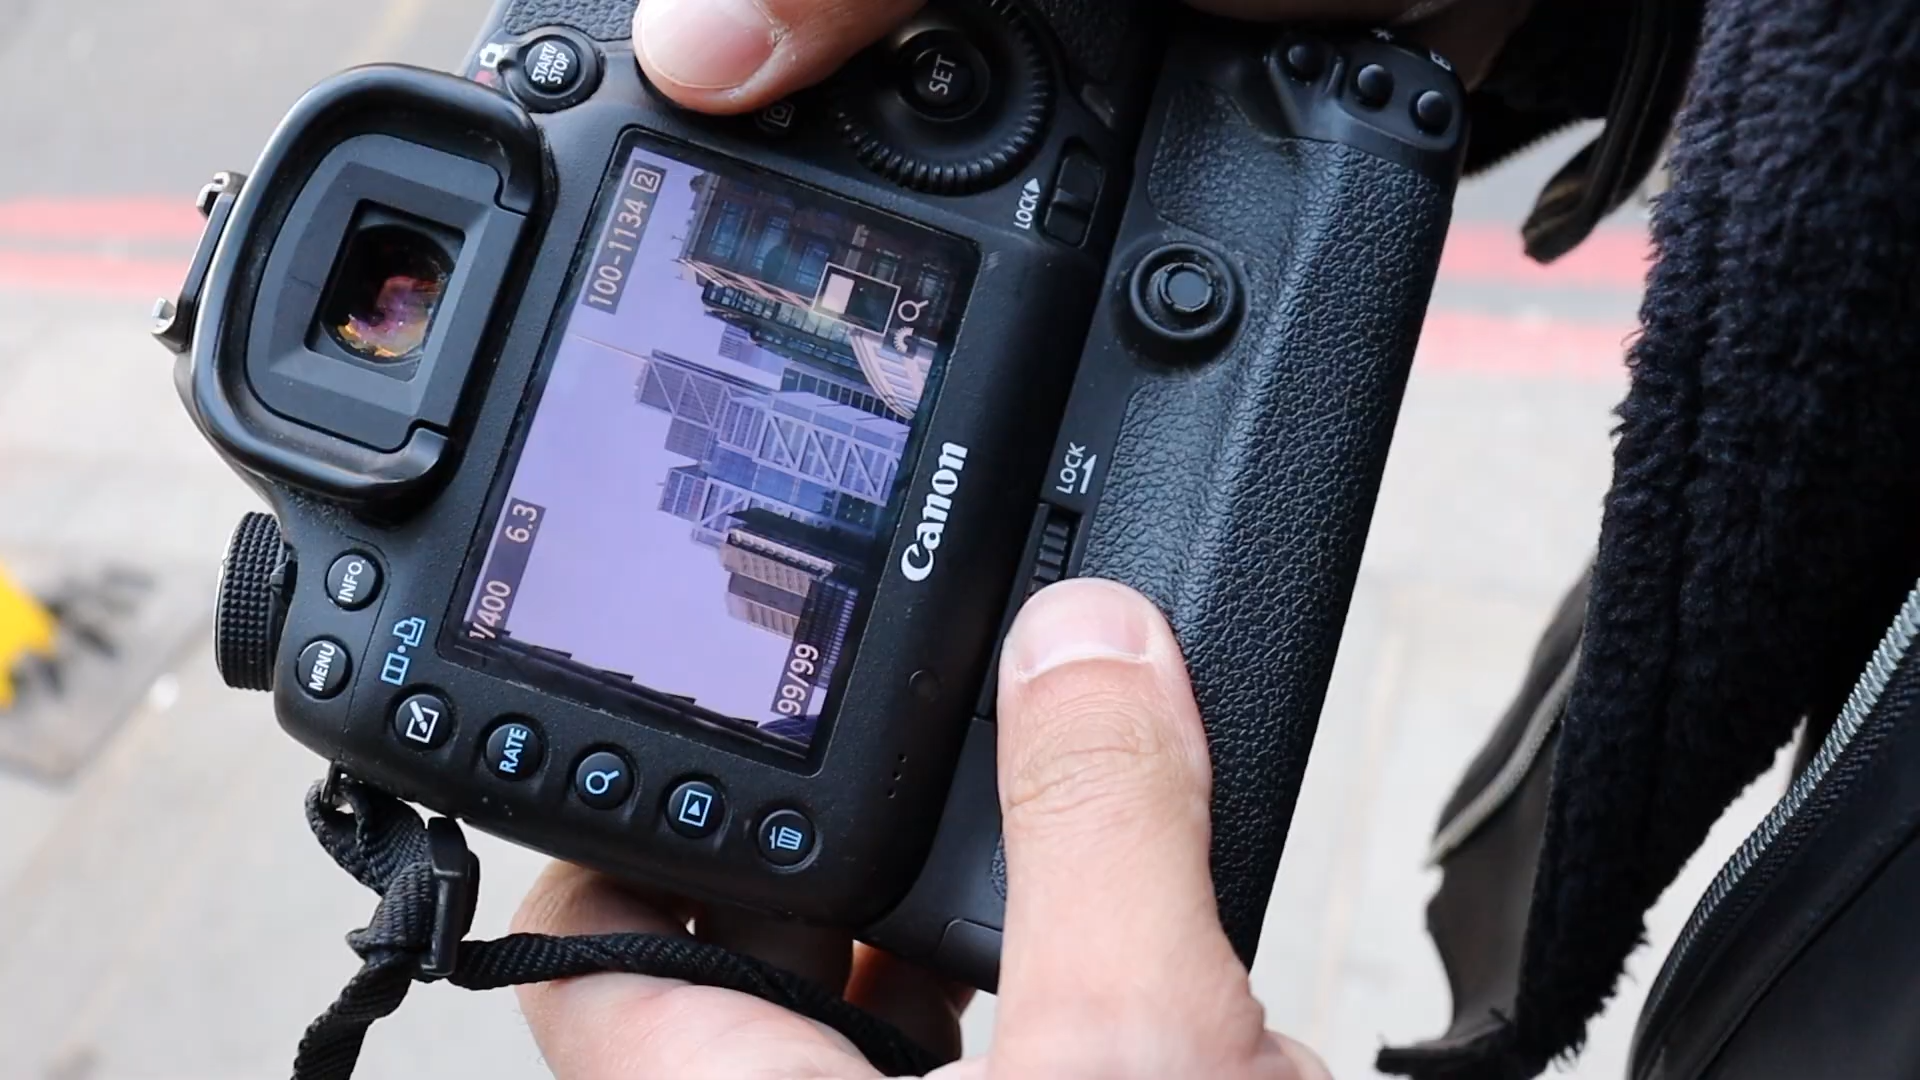 START/
STOP
SET
LOCK
100-1134 2
1/400 6.3
99/99
Canon
LOCK
INFO.
MENU
RATE